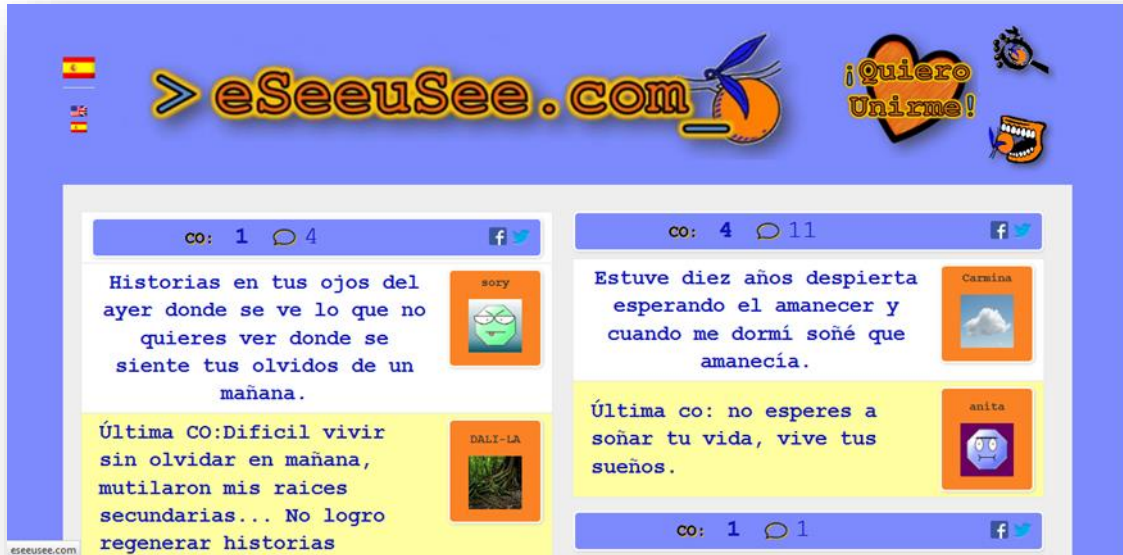 > eSeeuSee.com_
¡Quiero
Unirme!
co: 1 4
Historias en tus ojos del
ayer donde se ve lo que no
quieres ver donde se
siente tus olvidos de un
mañana.
sory
Última CO:Dificil vivir
sin olvidar en mañana,
mutilaron mis raices
secundarias... No logro
regenerar historias
DALI-LA
co: 4 11
Estuve diez años despierta
esperando el amanecer y
cuando me dormí soñé que
amanecía.
Carmina
Última co: no esperes a
soñar tu vida, vive tus
sueños.
anita
co: 1 1
eseeusee.com